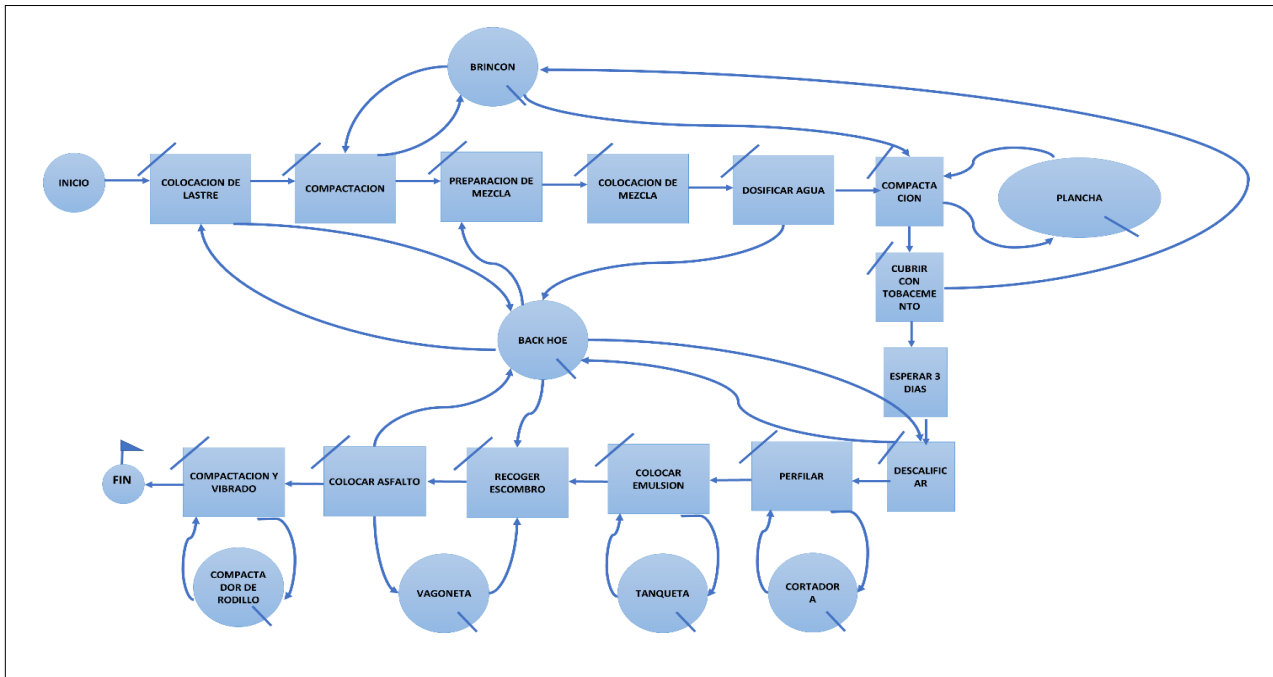 BRINCON
INICIO
COLOCACION DE
LASTRE
COMPACTACION
PREPARACION DE
MEZCLA
COLOCACION DE
MEZCLA
DOSIFICAR AGUA
COMPACTA
CION
PLANCHA
CUBRIR
CON
TOBACEME
NTO
BACK HOE
ESPERAR 3
DIAS
FIN
COMPACTACION Y
VIBRADO
COLOCAR ASFALTO
RECOGER
ESCOMBRO
COLOCAR
EMULSION
PERFILAR
DESCALIFIC
AR
COMPACTA
DOR DE
RODILLO
VAGONETA
TANQUETA
CORTADOR
A